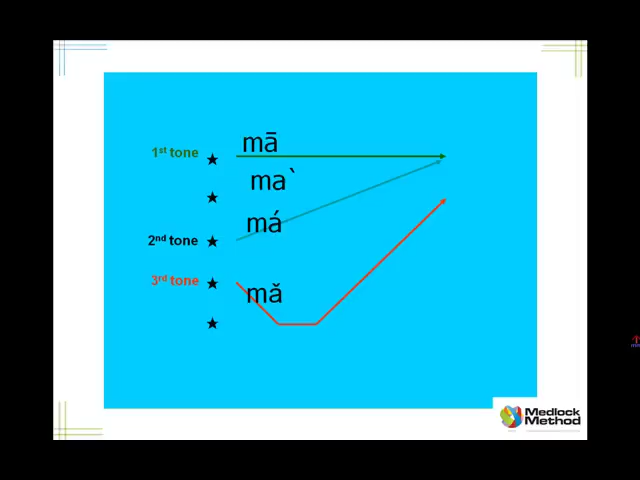 mā
1st tone
ma`
má
2nd tone
3rd tone
mǎ
Medlock
Method